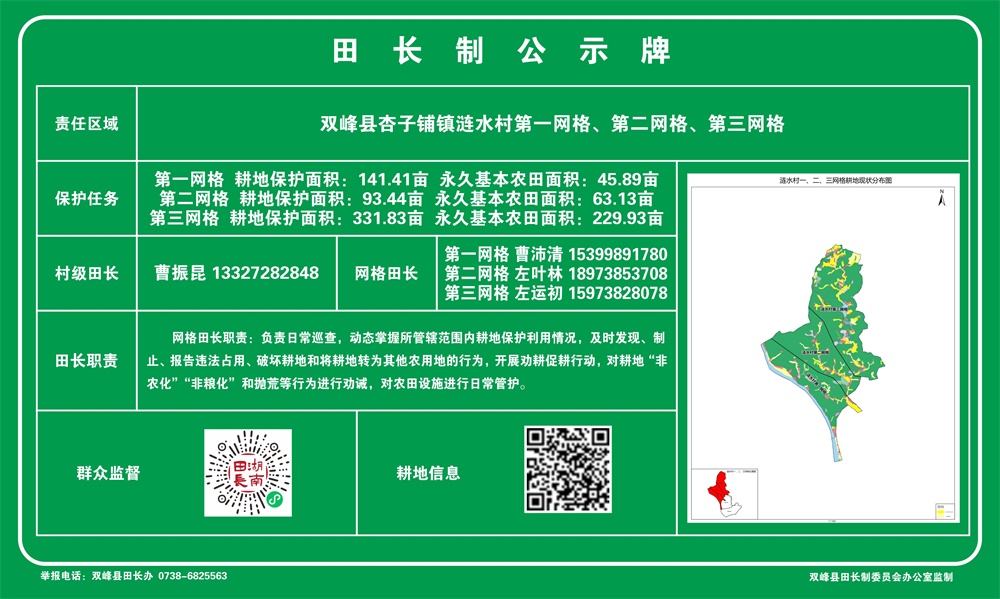 田长制公示牌
责任区域
双峰县杏子铺镇涟水村第一网格、第二网格、第三网格
保护任务
第一网格 耕地保护面积：141.41亩 永久基本农田面积：45.89亩
第二网格 耕地保护面积：93.44亩 永久基本农田面积：63.13亩
第三网格 耕地保护面积：331.83亩 永久基本农田面积：229.93亩
村级田长
曹振昆 13327282848
网格田长
第一网格 曹沛清 15399891780
第二网格 左叶林 18973853708
第三网格 左运初 15973828078
田长职责
网格田长职责：负责日常巡查，动态掌握所管辖范围内耕地保护利用情况，及时发现、制
止、报告违法占用、破坏耕地和将耕地转为其他农用地的行为，开展劝耕促耕行动，对耕地“非
农化”“非粮化”和抛荒等行为进行劝诫，对农田设施进行日常管护。
群众监督
湖南
田長
耕地信息
涟水村一、二、三网格耕地现状分布图
N
举报电话：双峰县田长办 0738-6825563
双峰县田长制委员会办公室监制